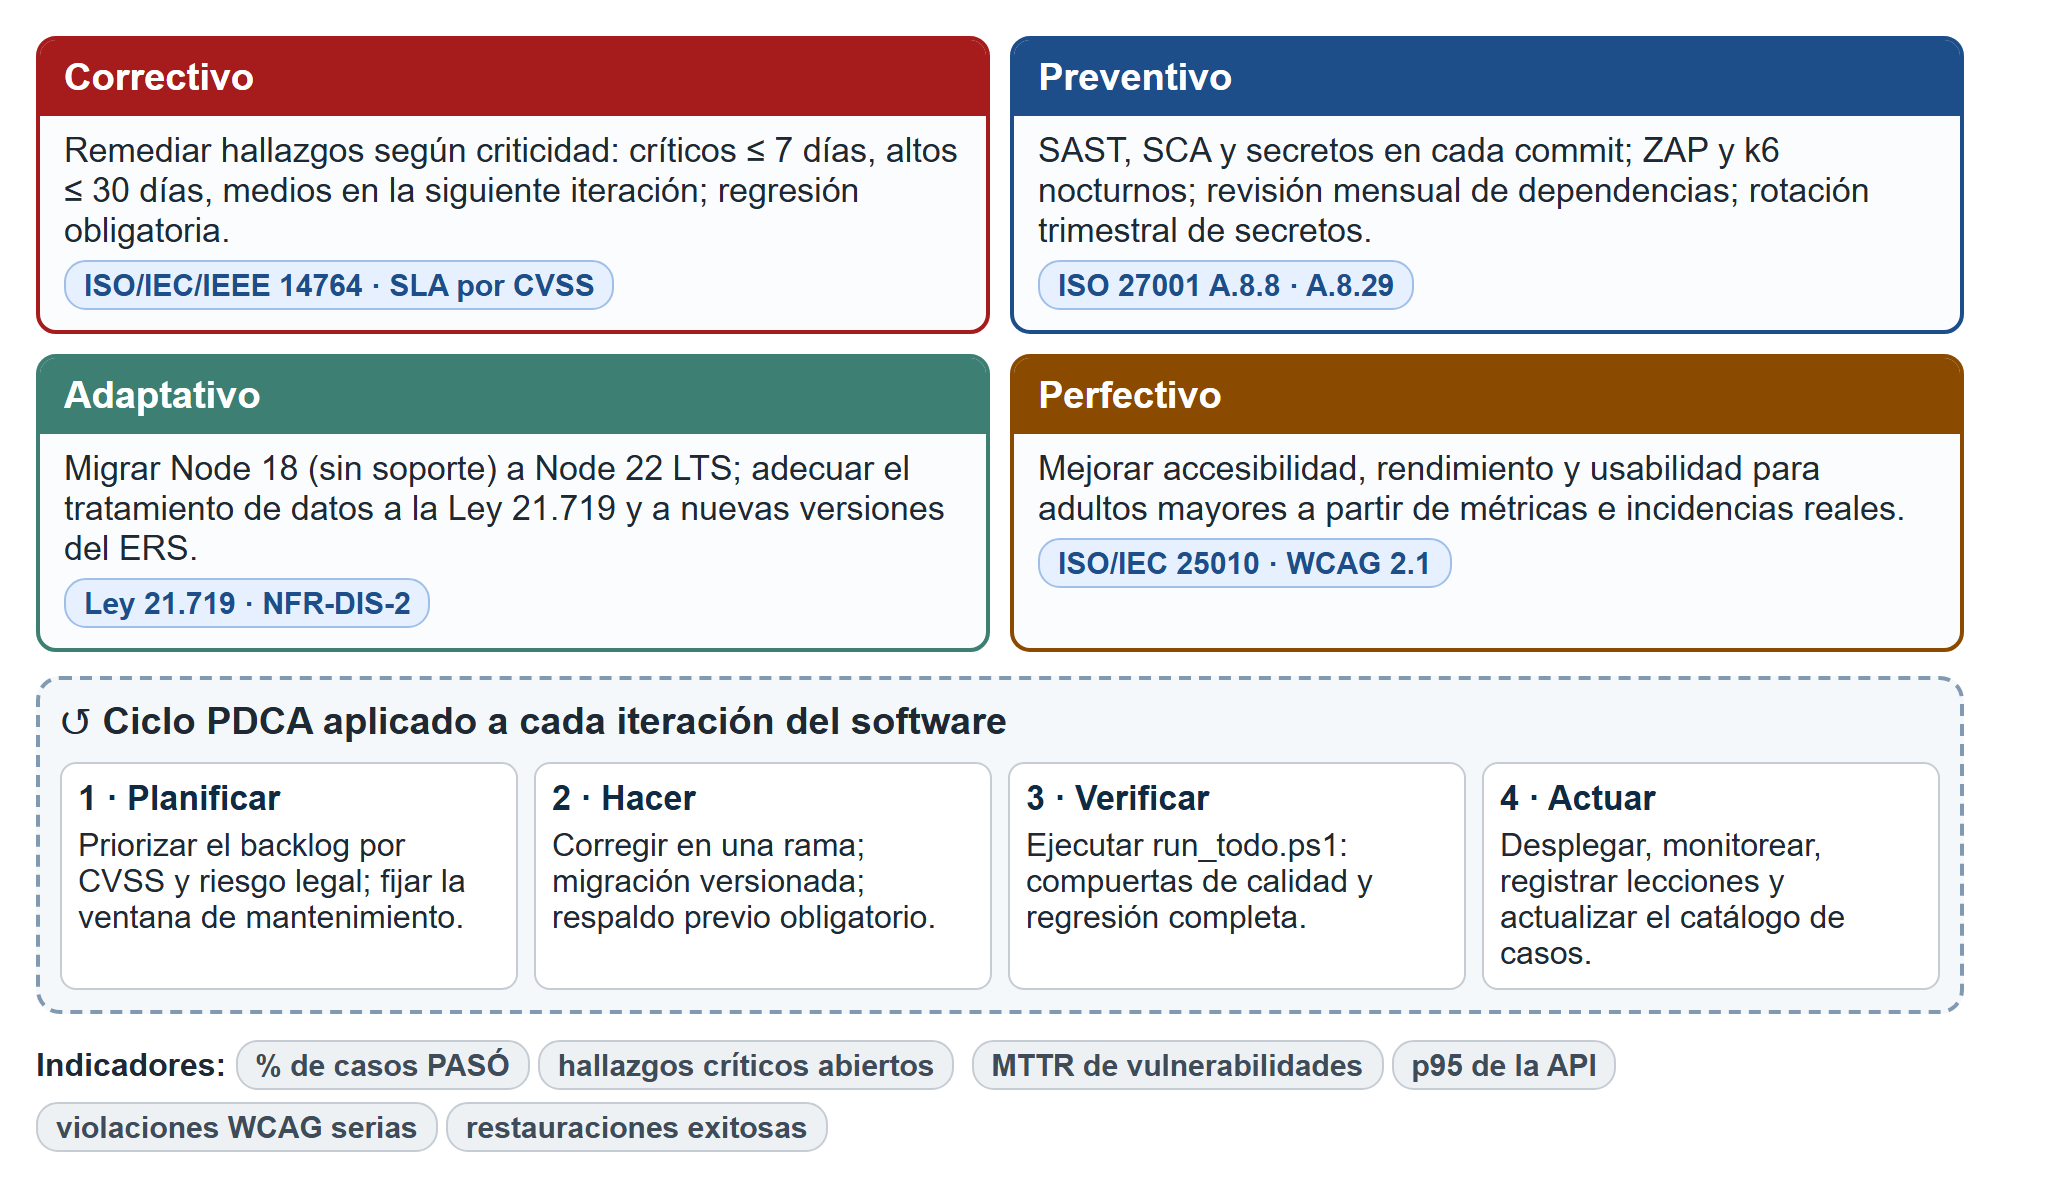 Correctivo
Remediar hallazgos según criticidad: críticos ≤ 7 días, altos
≤ 30 días, medios en la siguiente iteración; regresión
obligatoria.
ISO/IEC/IEEE 14764 · SLA por CVSS
Preventivo
SAST, SCA y secretos en cada commit; ZAP y k6
nocturnos; revisión mensual de dependencias; rotación
trimestral de secretos.
ISO 27001 A.8.8 · A.8.29
Adaptativo
Migrar Node 18 (sin soporte) a Node 22 LTS; adecuar el
tratamiento de datos a la Ley 21.719 y a nuevas versiones
del ERS.
Ley 21.719 · NFR-DIS-2
Perfectivo
Mejorar accesibilidad, rendimiento y usabilidad para
adultos mayores a partir de métricas e incidencias reales.
ISO/IEC 25010 · WCAG 2.1
↺ Ciclo PDCA aplicado a cada iteración del software
1 · Planificar
Priorizar el backlog por
CVSS y riesgo legal; fijar la
ventana de mantenimiento.
2 · Hacer
Corregir en una rama;
migración versionada;
respaldo previo obligatorio.
3 · Verificar
Ejecutar run_todo.ps1:
compuertas de calidad y
regresión completa.
4 · Actuar
Desplegar, monitorear,
registrar lecciones y
actualizar el catálogo de
casos.
Indicadores: % de casos PASÓ hallazgos críticos abiertos MTTR de vulnerabilidades p95 de la API
violaciones WCAG serias restauraciones exitosas